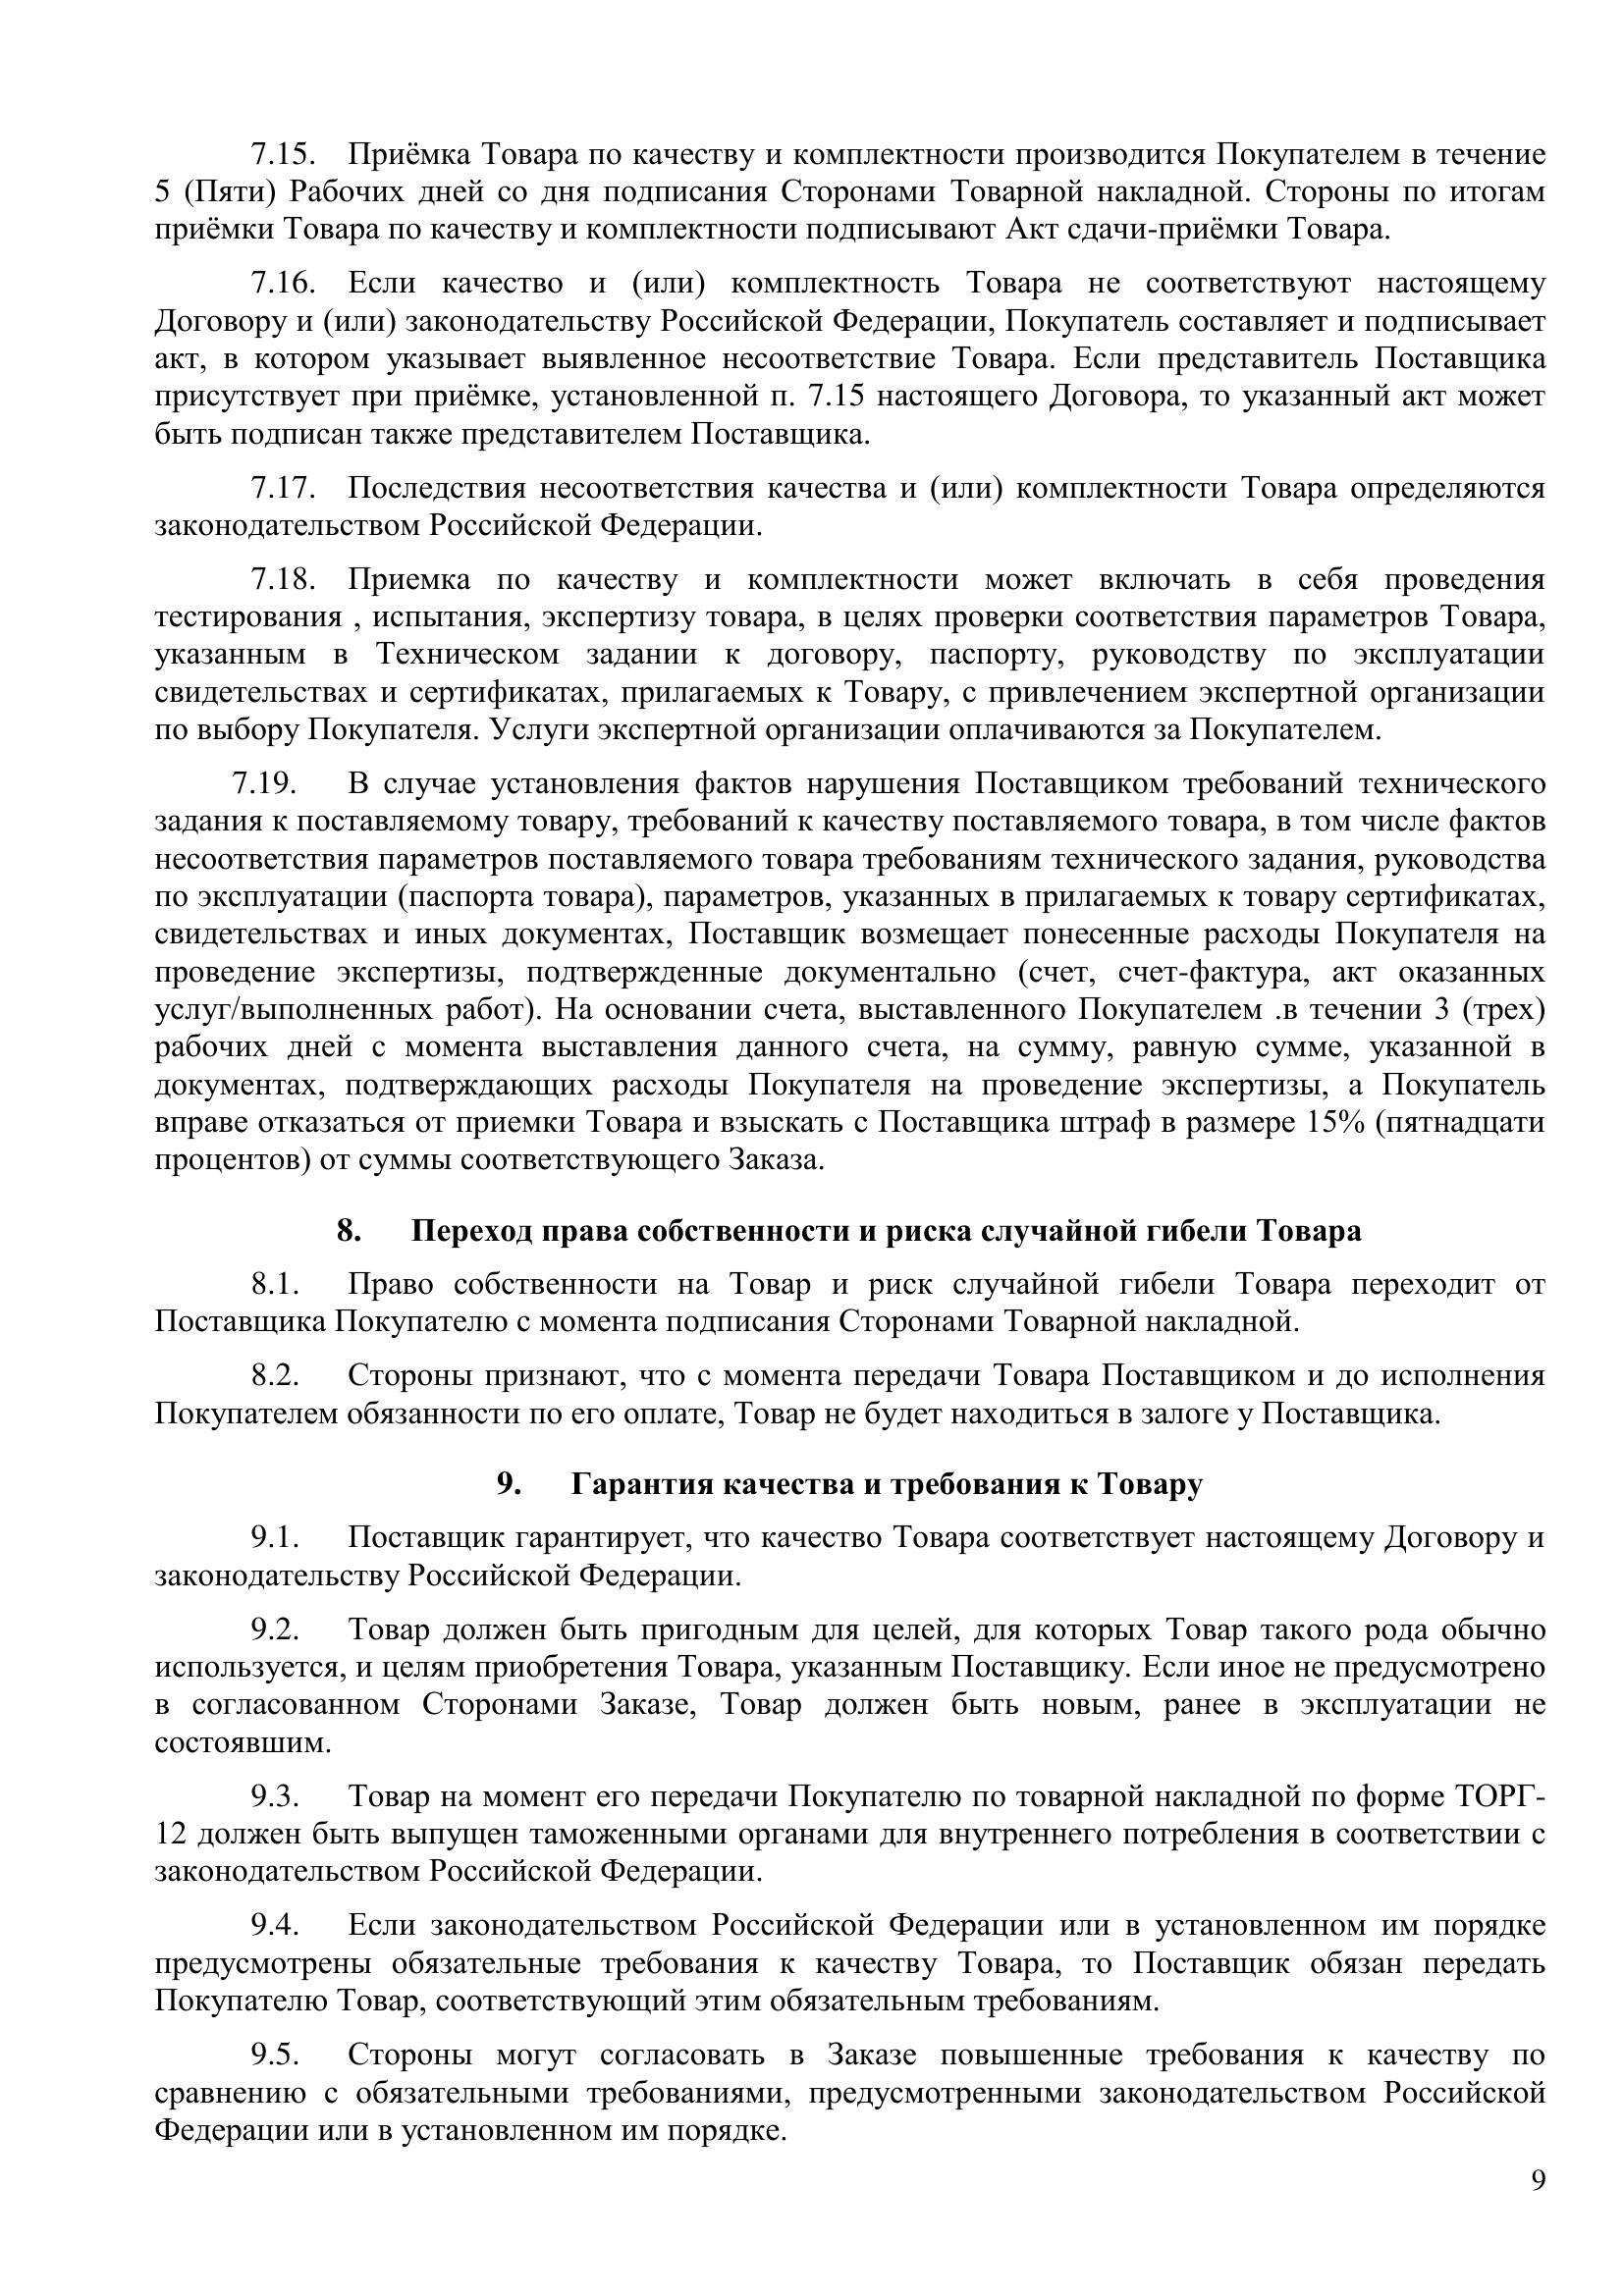 7.15. Приёмка Товара по качеству и комплектности производится Покупателем в течение
5 (Пяти) Рабочих дней со дня подписания Сторонами Товарной накладной. Стороны по итогам
приёмки Товара по качеству и комплектности подписывают Акт сдачи-приёмки Товара.
7.16. Если качество и (или) комплектность Товара не соответствуют настоящему
Договору и (или) законодательству Российской Федерации, Покупатель составляет и подписывает
акт, в котором указывает выявленное несоответствие Товара. Если представитель Поставщика
присутствует при приёмке, установленной п. 7.15 настоящего Договора, то указанный акт может
быть подписан также представителем Поставщика.
7.17. Последствия несоответствия качества и (или) комплектности Товара определяются
законодательством Российской Федерации.
7.18. Приемка по качеству и комплектности может включать в себя проведения
тестирования , испытания, экспертизу товара, в целях проверки соответствия параметров Товара,
указанным в Техническом задании к договору, паспорту, руководству по эксплуатации
свидетельствах и сертификатах, прилагаемых к Товару, с привлечением экспертной организации
по выбору Покупателя. Услуги экспертной организации оплачиваются за Покупателем.
7.19. В случае установления фактов нарушения Поставщиком требований технического
задания к поставляемому товару, требований к качеству поставляемого товара, в том числе фактов
несоответствия параметров поставляемого товара требованиям технического задания, руководства
по эксплуатации (паспорта товара), параметров, указанных в прилагаемых к товару сертификатах,
свидетельствах и иных документах, Поставщик возмещает понесенные расходы Покупателя на
проведение экспертизы, подтвержденные документально (счет, счет-фактура, акт оказанных
услуг/выполненных работ). На основании счета, выставленного Покупателем .в течении 3 (трех)
рабочих дней с момента выставления данного счета, на сумму, равную сумме, указанной в
документах, подтверждающих расходы Покупателя на проведение экспертизы, а Покупатель
вправе отказаться от приемки Товара и взыскать с Поставщика штраф в размере 15% (пятнадцати
процентов) от суммы соответствующего Заказа.
8. Переход права собственности и риска случайной гибели Товара
8.1. Право собственности на Товар и риск случайной гибели Товара переходит от
Поставщика Покупателю с момента подписания Сторонами Товарной накладной.
8.2. Стороны признают, что с момента передачи Товара Поставщиком и до исполнения
Покупателем обязанности по его оплате, Товар не будет находиться в залоге у Поставщика.
9. Гарантия качества и требования к Товару
9.1. Поставщик гарантирует, что качество Товара соответствует настоящему Договору и
законодательству Российской Федерации.
9.2. Товар должен быть пригодным для целей, для которых Товар такого рода обычно
используется, и целям приобретения Товара, указанным Поставщику. Если иное не предусмотрено
в согласованном Сторонами Заказе, Товар должен быть новым, ранее в эксплуатации не
состоявшим.
9.3. Товар на момент его передачи Покупателю по товарной накладной по форме ТОРГ-
12 должен быть выпущен таможенными органами для внутреннего потребления в соответствии с
законодательством Российской Федерации.
9.4. Если законодательством Российской Федерации или в установленном им порядке
предусмотрены обязательные требования к качеству Товара, то Поставщик обязан передать
Покупателю Товар, соответствующий этим обязательным требованиям.
9.5. Стороны могут согласовать в Заказе повышенные требования к качеству по
сравнению с обязательными требованиями, предусмотренными законодательством Российской
Федерации или в установленном им порядке.
9